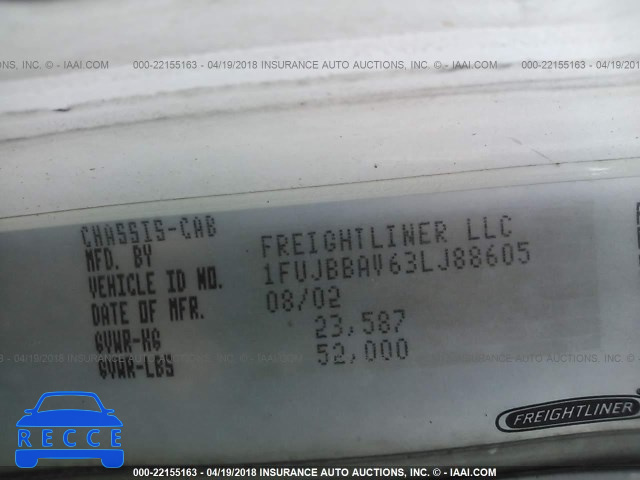 N, INC. - © IAAI.COM 000-22155163 - 04/19/2018 INSURANCE AUTO AUCTIONS, INC. - © IAAI.COM 000-22155163 - 04/19/2018
CHASSIS-CAB
MFD. BY FREIGHTLINER LLC
VEHICLE ID NO. 1FUJBBAV63LJ88605
DATE OF MFR. 08/02
GVWR-KG 23,587
GVWR-LBS 52,000
FREIGHTLINER
RECCE
000-22155163 - 04/19/2018 INSURANCE AUTO AUCTIONS, INC. - © IAAI.COM